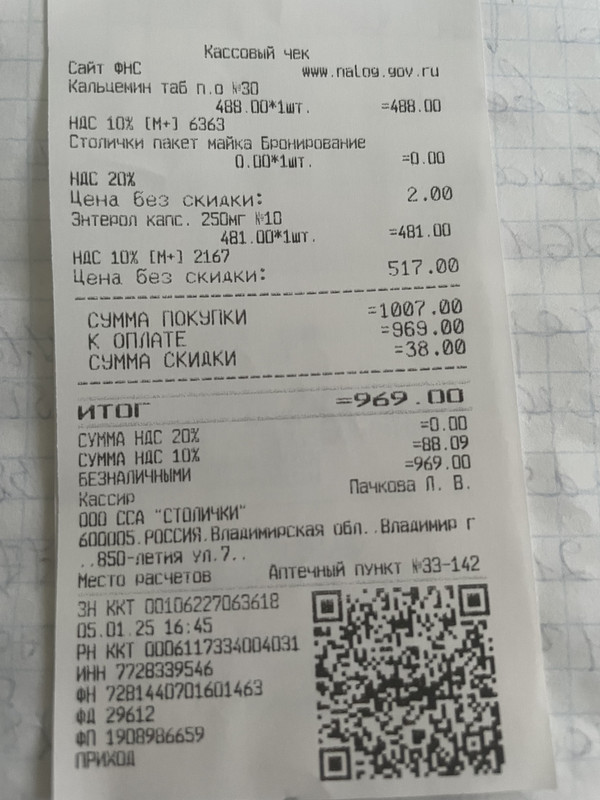 Кассовый чек
Сайт ФНС www.nalog.gov.ru
Кальцемин таб п.о №30
488.00*1шт. =488.00
НДС 10% [М+] 6363
Столички пакет майка Бронирование
0.00*1шт. =0.00
НДС 20%
Цена без скидки: 2.00
Энтерол капс. 250мг №10
481.00*1шт. =481.00
НДС 10% [М+] 2167
Цена без скидки: 517.00
СУММА ПОКУПКИ =1007.00
К ОПЛАТЕ =969.00
СУММА СКИДКИ =38.00
ИТОГ =969.00
СУММА НДС 20% =0.00
СУММА НДС 10% =88.09
БЕЗНАЛИЧНЫМИ =969.00
Кассир Пачкова Л. В.
ООО ССА "СТОЛИЧКИ"
600005.РОССИЯ.Владимирская обл..Владимир г
..850-летия ул.7..
Место расчетов Аптечный пункт №33-142
ЗН ККТ 00106227063618
05.01.25 16:45
РН ККТ 0006117334004031
ИНН 7728339546
ФН 7281440701601463
ФД 29612
ФП 1908986659
ПРИХОД